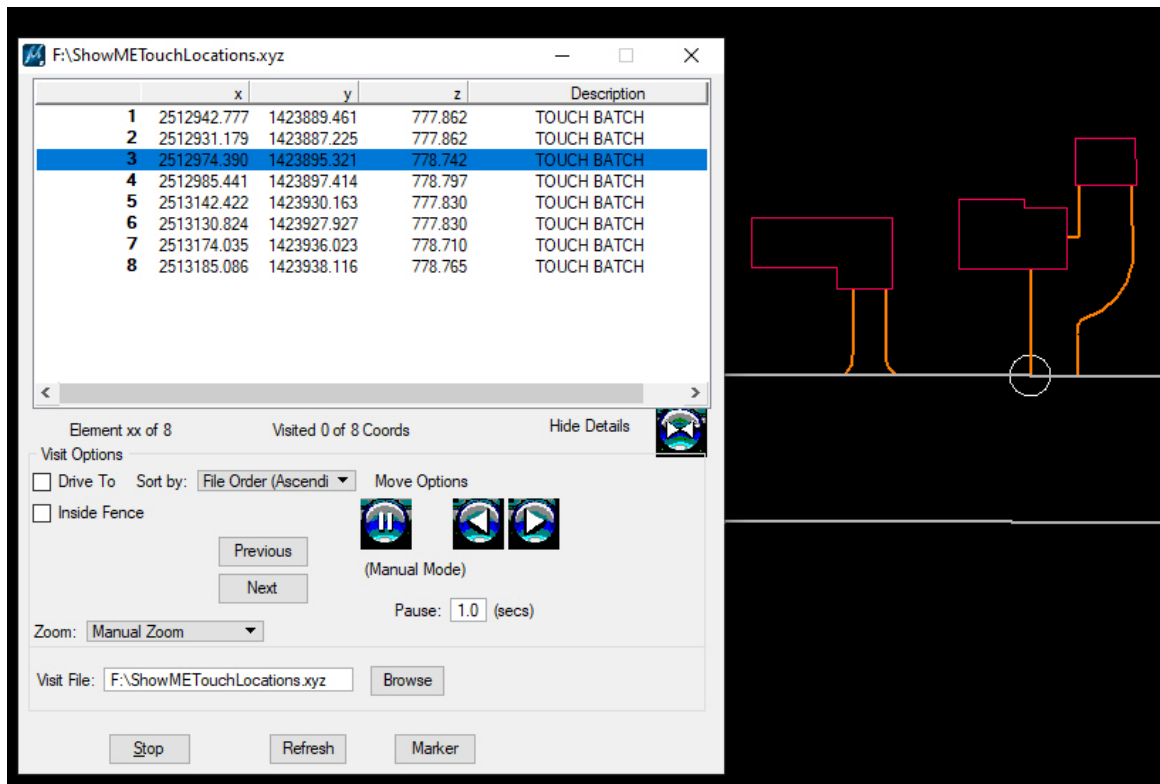 F:\ShowMETouchLocations.xyz
x y z Description
1 2512942.777 1423889.461 777.862 TOUCH BATCH
2 2512931.179 1423887.225 777.862 TOUCH BATCH
3 2512974.390 1423895.321 778.742 TOUCH BATCH
4 2512985.441 1423897.414 778.797 TOUCH BATCH
5 2513142.422 1423930.163 777.830 TOUCH BATCH
6 2513130.824 1423927.927 777.830 TOUCH BATCH
7 2513174.035 1423936.023 778.710 TOUCH BATCH
8 2513185.086 1423938.116 778.765 TOUCH BATCH
Element xx of 8 Visited 0 of 8 Coords Hide Details
Visit Options
Drive To Sort by: File Order (Ascendi Move Options
Inside Fence
Previous
(Manual Mode)
Next
Pause: 1.0 (secs)
Zoom: Manual Zoom
Visit File: F:\ShowMETouchLocations.xyz Browse
Stop Refresh Marker